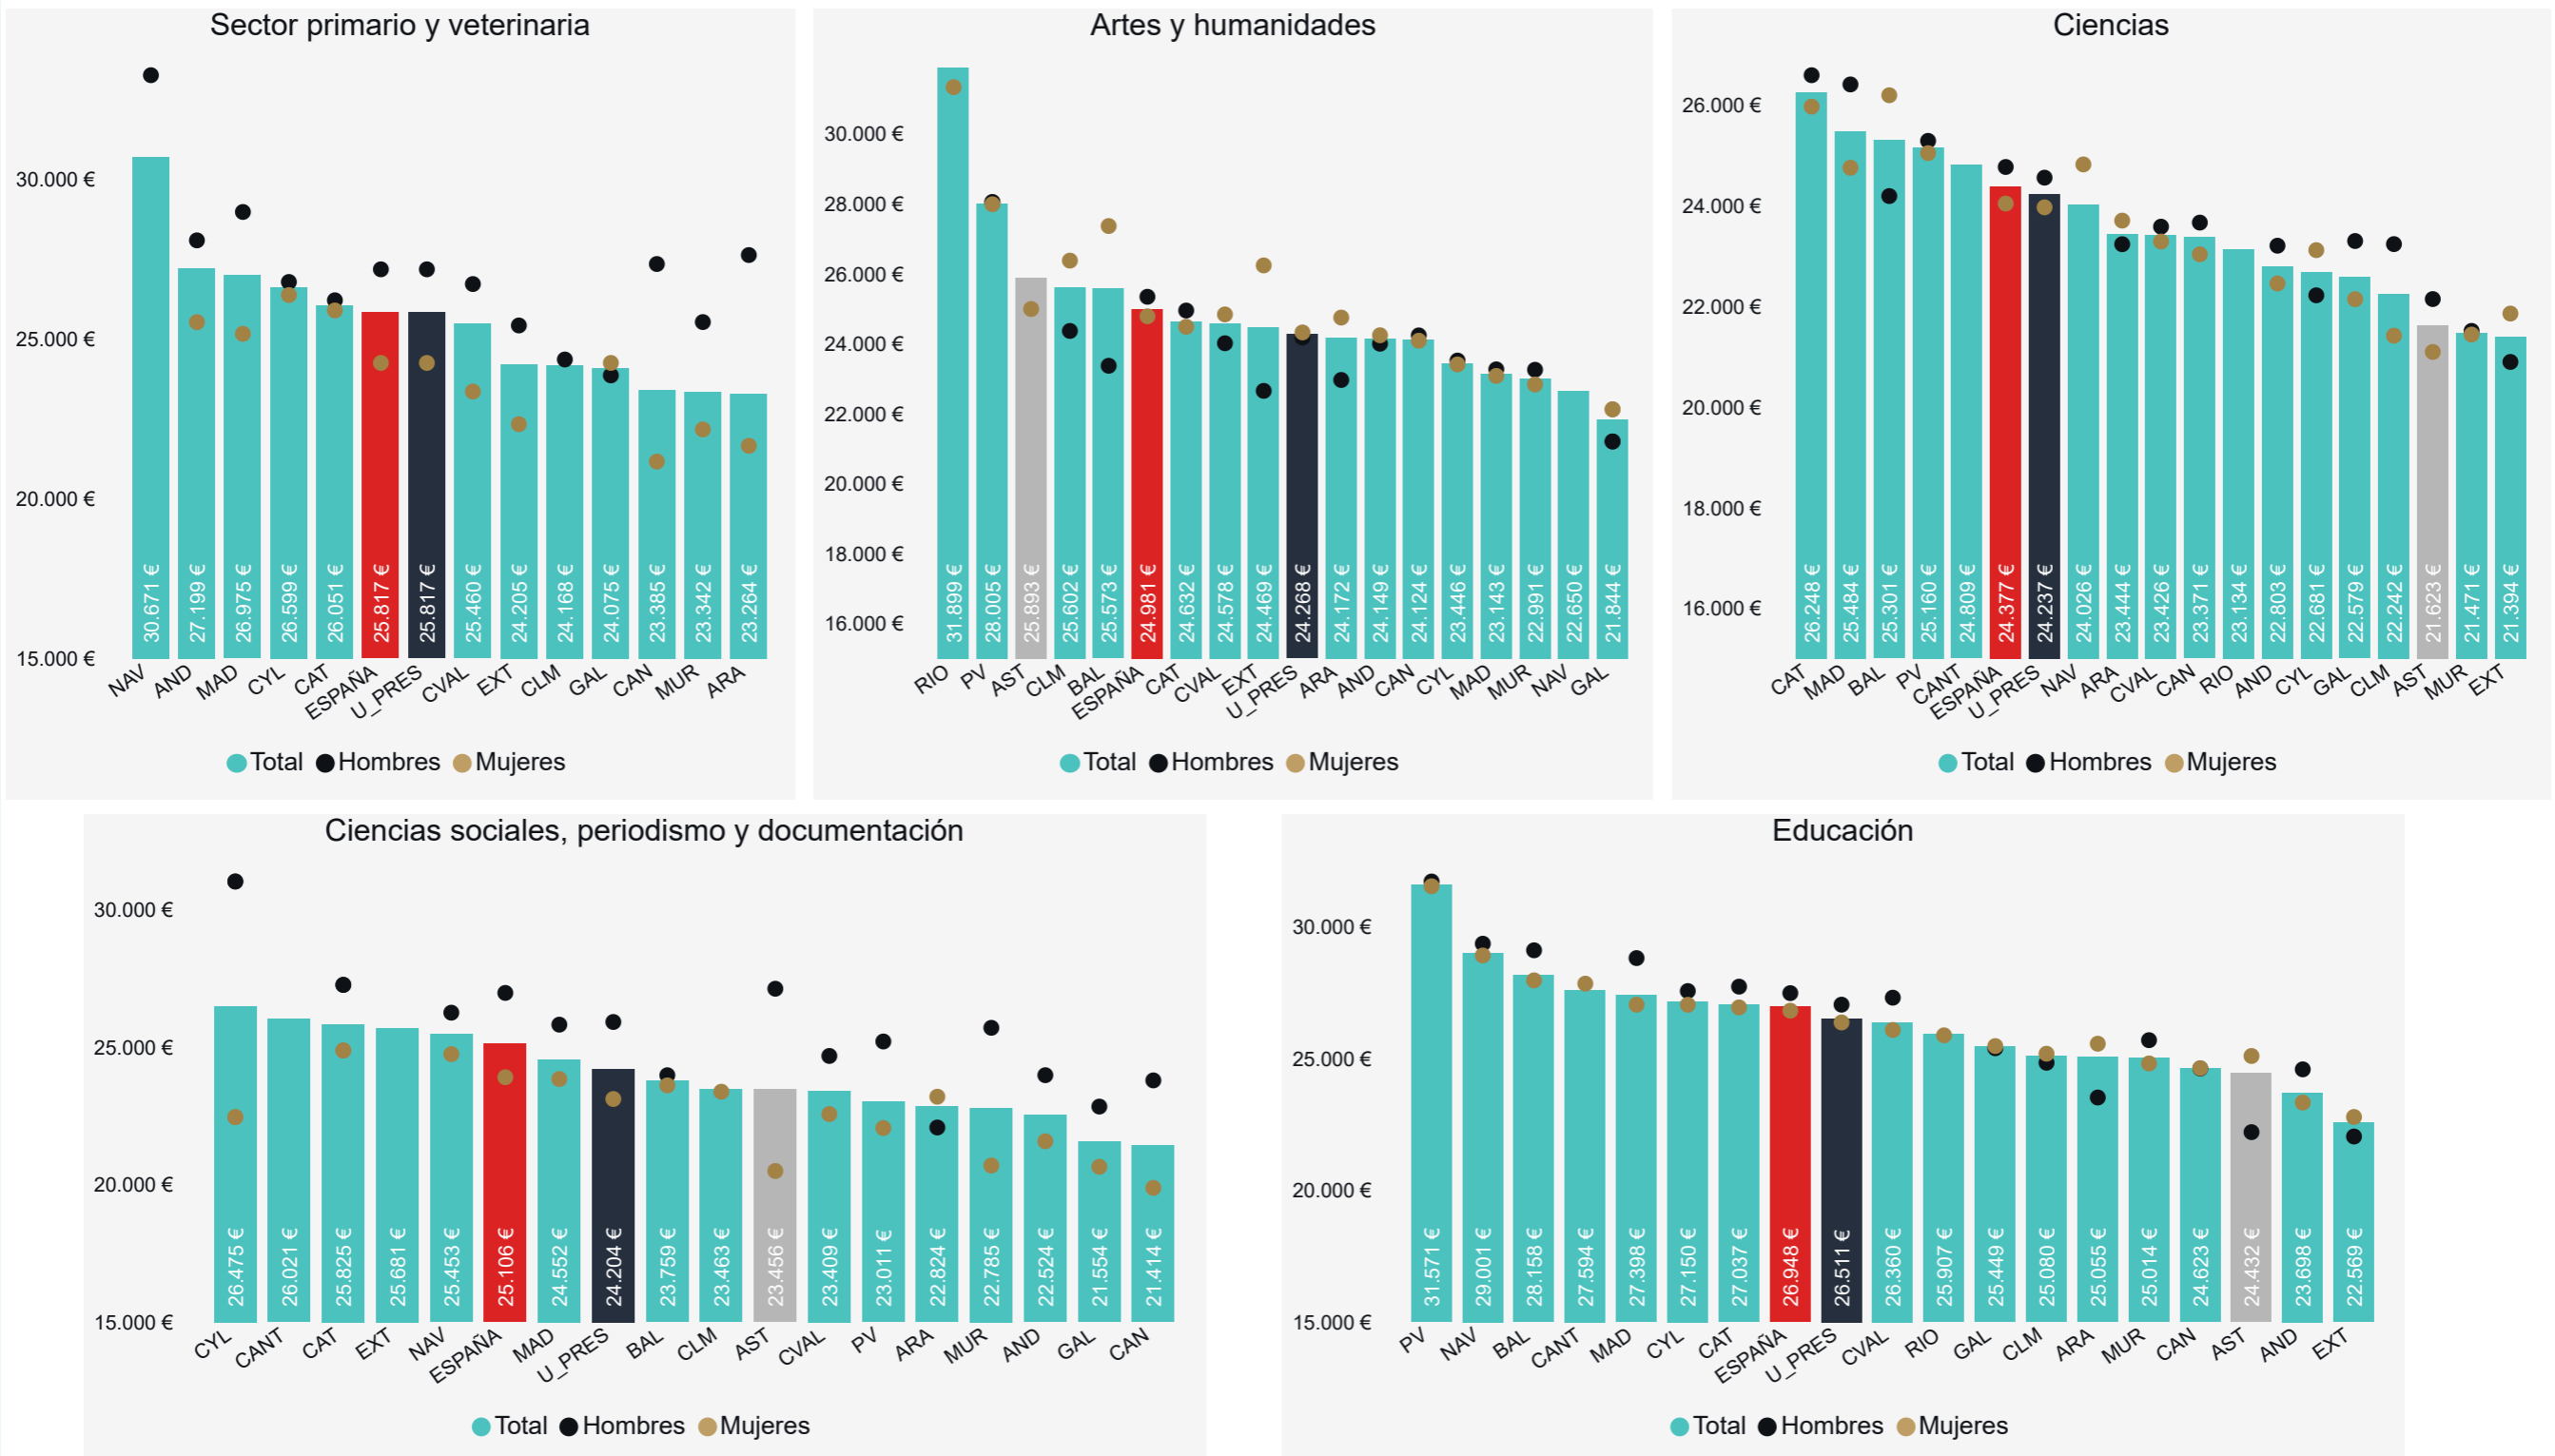 Sector primario y veterinaria
30.000 €
25.000 €
20.000 €
15.000 €
30.671 €
27.199 €
26.975 €
26.599 €
26.051 €
25.817 €
25.817 €
25.460 €
24.205 €
24.168 €
24.075 €
23.385 €
23.342 €
23.264 €
NAV
AND
MAD
CYL
CAT
ESPAÑA
U_PRES
CVAL
EXT
CLM
GAL
CAN
MUR
ARA
Total Hombres Mujeres
Artes y humanidades
30.000 €
28.000 €
26.000 €
24.000 €
22.000 €
20.000 €
18.000 €
16.000 €
31.899 €
28.005 €
25.893 €
25.602 €
25.573 €
24.981 €
24.632 €
24.578 €
24.469 €
24.268 €
24.172 €
24.149 €
24.124 €
23.446 €
23.143 €
22.991 €
22.650 €
21.844 €
RIO
PV
AST
CLM
BAL
ESPAÑA
CAT
CVAL
EXT
U_PRES
ARA
AND
CAN
CYL
MAD
MUR
NAV
GAL
Total Hombres Mujeres
Ciencias
26.000 €
24.000 €
22.000 €
20.000 €
18.000 €
16.000 €
26.248 €
25.484 €
25.301 €
25.160 €
24.809 €
24.377 €
24.237 €
24.026 €
23.444 €
23.426 €
23.371 €
23.134 €
22.803 €
22.681 €
22.579 €
22.242 €
21.623 €
21.471 €
21.394 €
CAT
MAD
BAL
PV
CANT
ESPAÑA
U_PRES
NAV
ARA
CVAL
CAN
RIO
AND
CYL
GAL
CLM
AST
MUR
EXT
Total Hombres Mujeres
Ciencias sociales, periodismo y documentación
30.000 €
25.000 €
20.000 €
15.000 €
26.475 €
26.021 €
25.825 €
25.681 €
25.453 €
25.106 €
24.552 €
24.204 €
23.759 €
23.463 €
23.456 €
23.409 €
23.011 €
22.824 €
22.785 €
22.524 €
21.554 €
21.414 €
CYL
CANT
CAT
EXT
NAV
ESPAÑA
MAD
U_PRES
BAL
CLM
AST
CVAL
PV
ARA
MUR
AND
GAL
CAN
Total Hombres Mujeres
Educación
30.000 €
25.000 €
20.000 €
15.000 €
31.571 €
29.001 €
28.158 €
27.594 €
27.398 €
27.150 €
27.037 €
26.948 €
26.511 €
26.360 €
25.907 €
25.449 €
25.080 €
25.055 €
25.014 €
24.623 €
24.432 €
23.698 €
22.569 €
PV
NAV
BAL
CANT
MAD
CYL
CAT
ESPAÑA
U_PRES
CVAL
RIO
GAL
CLM
ARA
MUR
CAN
AST
AND
EXT
Total Hombres Mujeres